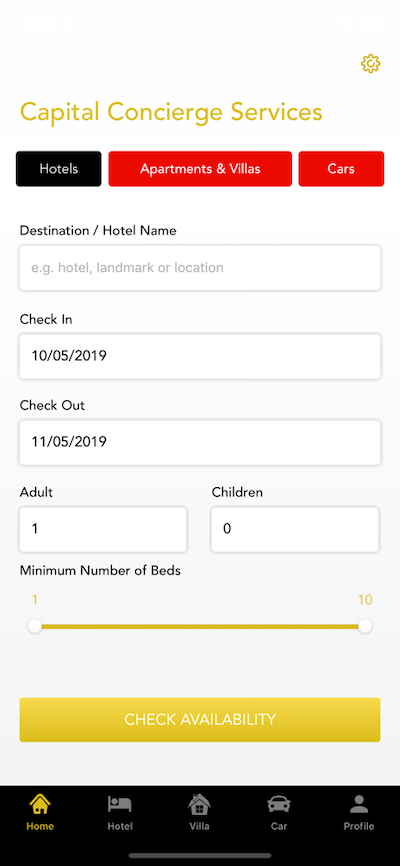 Capital Concierge Services
Hotels Apartments & Villas Cars
Destination / Hotel Name
e.g. hotel, landmark or location
Check In
10/05/2019
Check Out
11/05/2019
Adult Children
1 0
Minimum Number of Beds
1 10
CHECK AVAILABILITY
Home Hotel Villa Car Profile